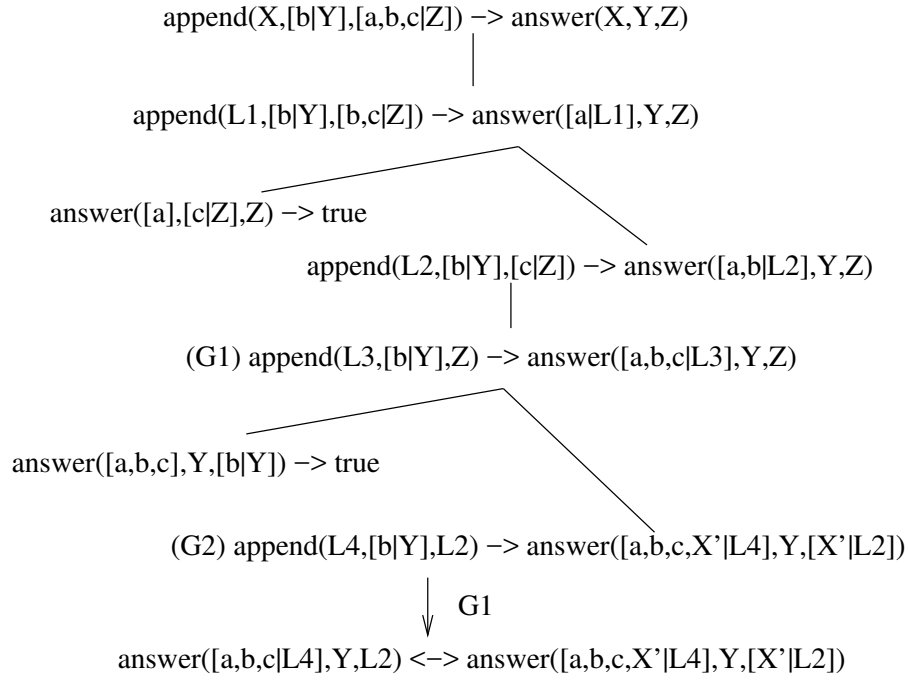 append(X,[b|Y],[a,b,c|Z]) −> answer(X,Y,Z)
append(L1,[b|Y],[b,c|Z]) −> answer([a|L1],Y,Z)
answer([a],[c|Z],Z) −> true
append(L2,[b|Y],[c|Z]) −> answer([a,b|L2],Y,Z)
(G1) append(L3,[b|Y],Z) −> answer([a,b,c|L3],Y,Z)
answer([a,b,c],Y,[b|Y]) −> true
(G2) append(L4,[b|Y],L2) −> answer([a,b,c,X’|L4],Y,[X’|L2])
G1
answer([a,b,c|L4],Y,L2) <−> answer([a,b,c,X’|L4],Y,[X’|L2])